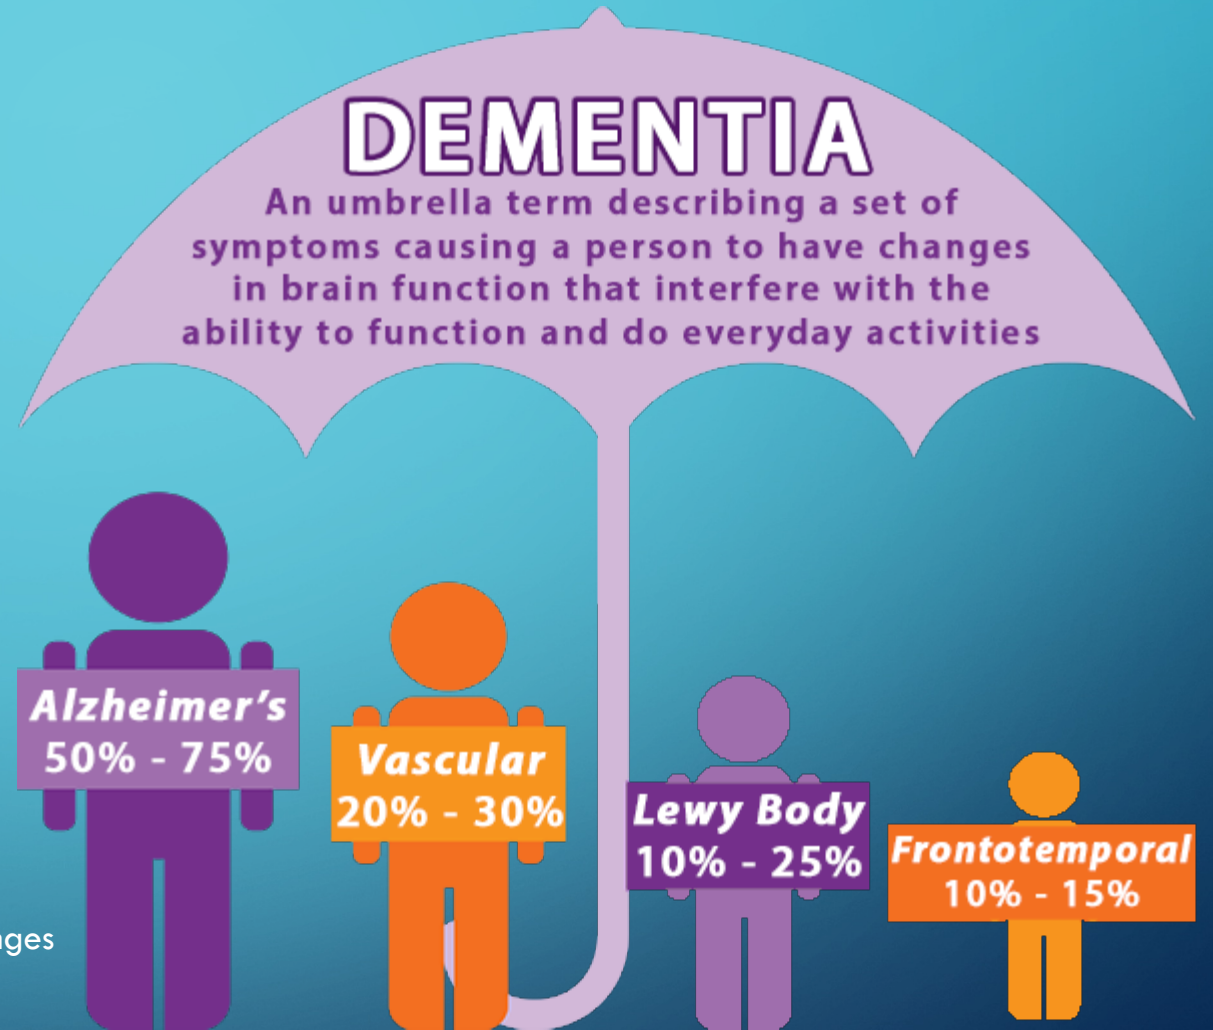 DEMENTIA
An umbrella term describing a set of
symptoms causing a person to have changes
in brain function that interfere with the
ability to function and do everyday activities
Alzheimer's
50% - 75%
Vascular
20% - 30%
Lewy Body
10% - 25%
Frontotemporal
10% - 15%